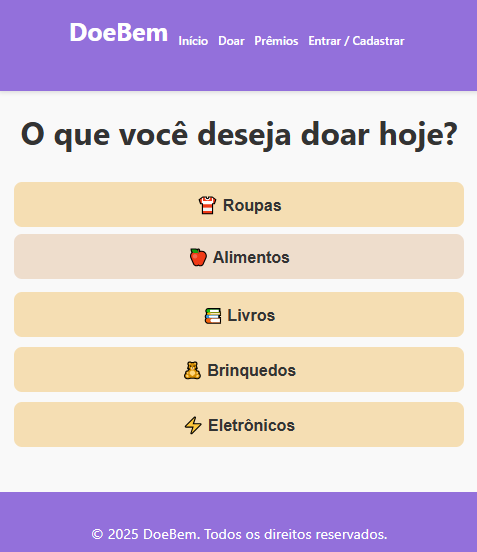 DoeBem Início Doar Prêmios Entrar / Cadastrar
O que você deseja doar hoje?
Roupas
Alimentos
Livros
Brinquedos
Eletrônicos
© 2025 DoeBem. Todos os direitos reservados.